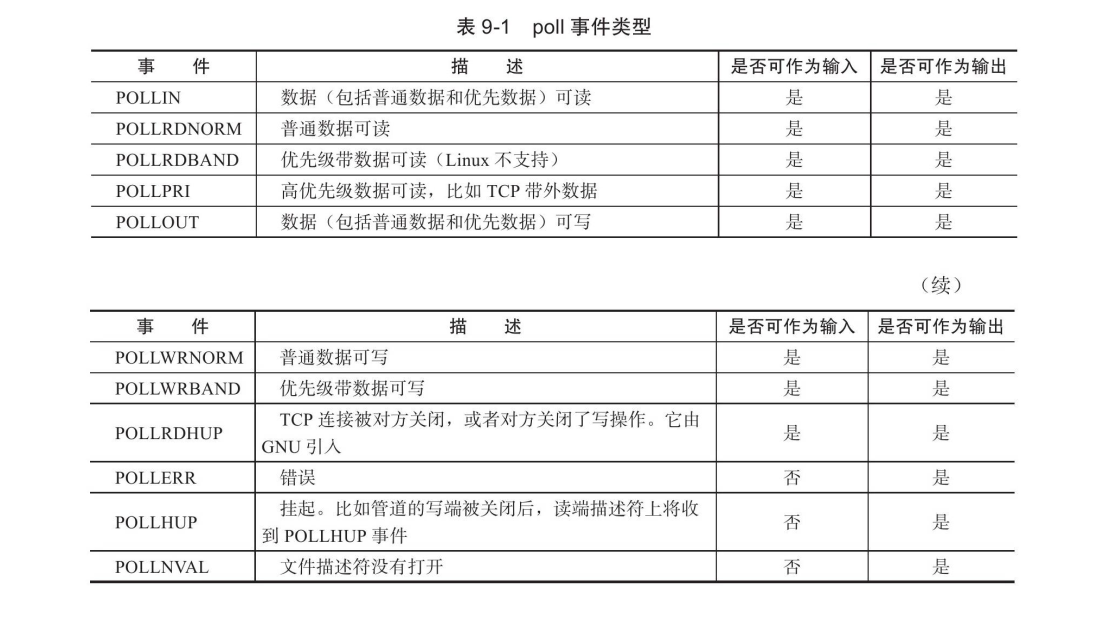 表 9-1 poll 事件类型
事 件 描 述 是否可作为输入 是否可作为输出
POLLIN 数据（包括普通数据和优先数据）可读 是 是
POLLRDNORM 普通数据可读 是 是
POLLRDBAND 优先级带数据可读（Linux 不支持） 是 是
POLLPRI 高优先级数据可读，比如 TCP 带外数据 是 是
POLLOUT 数据（包括普通数据和优先数据）可写 是 是
（续）
事 件 描 述 是否可作为输入 是否可作为输出
POLLWRNORM 普通数据可写 是 是
POLLWRBAND 优先级带数据可写 是 是
POLLRDHUP TCP 连接被对方关闭，或者对方关闭了写操作。它由
GNU 引入 是 是
POLLERR 错误 否 是
POLLHUP 挂起。比如管道的写端被关闭后，读端描述符上将收
到 POLLHUP 事件 否 是
POLLNVAL 文件描述符没有打开 否 是